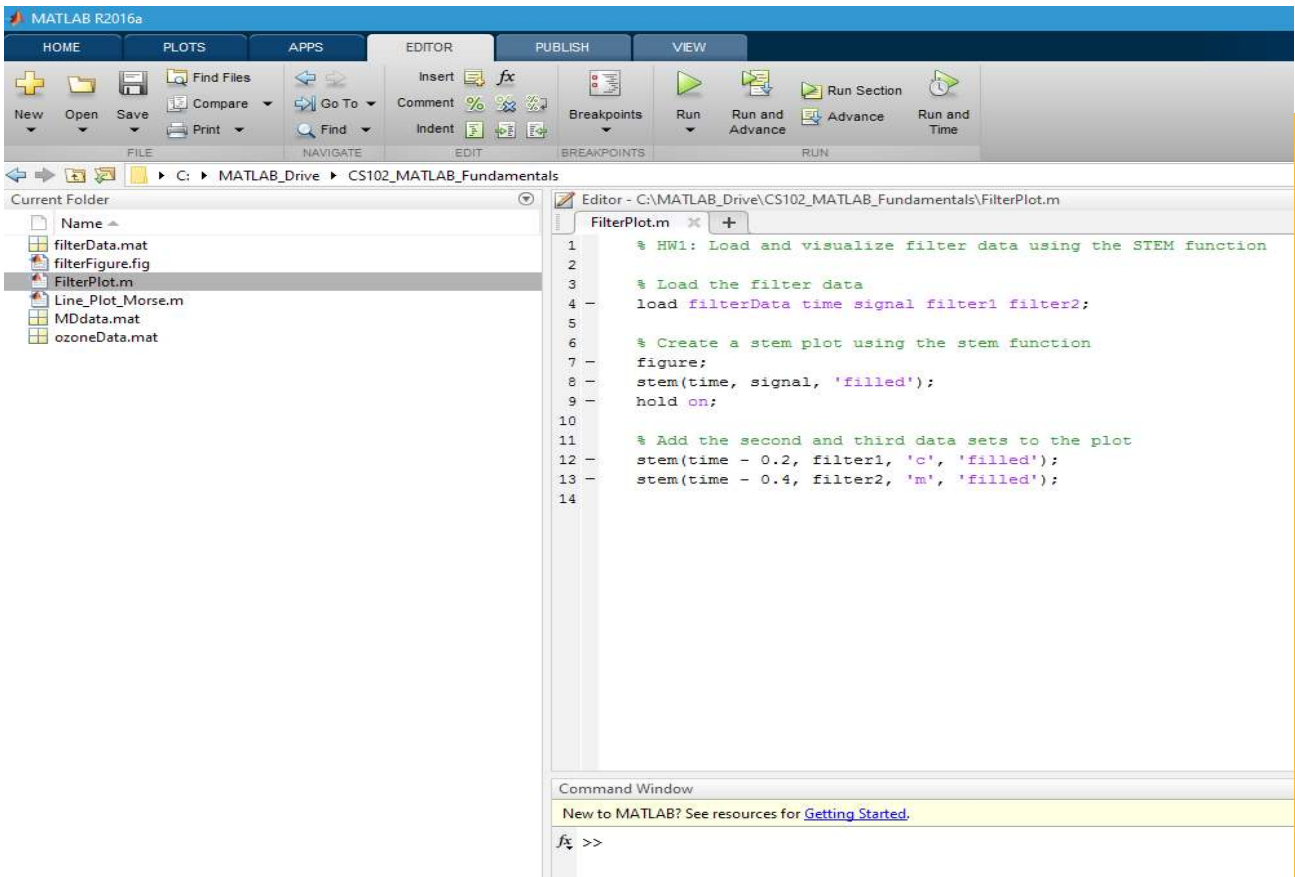 MATLAB R2016a
HOME PLOTS APPS EDITOR PUBLISH VIEW
New Open Save Find Files Compare Print
FILE
Go To Find
NAVIGATE
Insert fx
Comment %
Indent
EDIT
Breakpoints
BREAKPOINTS
Run Run and Advance Run Section Advance Run and Time
RUN
C: MATLAB_Drive CS102_MATLAB_Fundamentals
Current Folder
Name
filterData.mat
filterFigure.fig
FilterPlot.m
Line_Plot_Morse.m
MDdata.mat
ozoneData.mat
Editor - C:\MATLAB_Drive\CS102_MATLAB_Fundamentals\FilterPlot.m
FilterPlot.m +
1 % HW1: Load and visualize filter data using the STEM function
2
3 % Load the filter data
4 – load filterData time signal filter1 filter2;
5
6 % Create a stem plot using the stem function
7 – figure;
8 – stem(time, signal, 'filled');
9 – hold on;
10
11 % Add the second and third data sets to the plot
12 – stem(time - 0.2, filter1, 'c', 'filled');
13 – stem(time - 0.4, filter2, 'm', 'filled');
14
Command Window
New to MATLAB? See resources for Getting Started.
fx >>